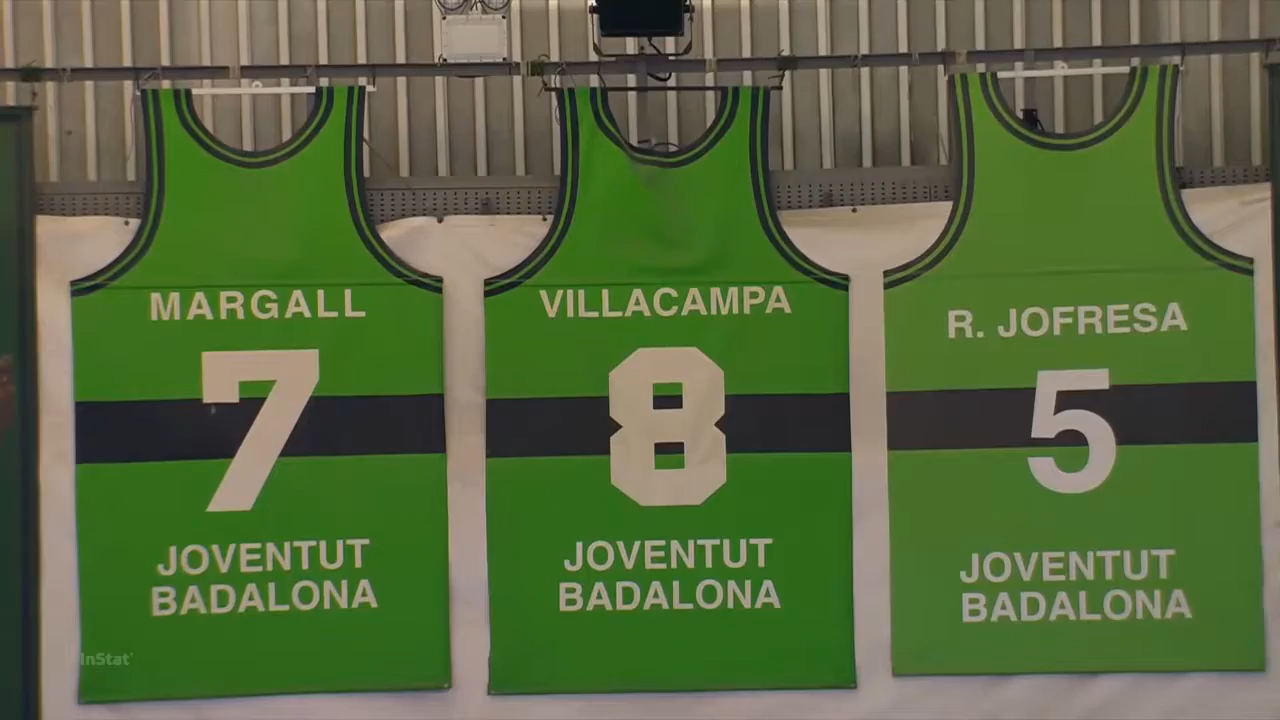 MARGALL
7
JOVENTUT
BADALONA
VILLACAMPA
8
JOVENTUT
BADALONA
R. JOFRESA
5
JOVENTUT
BADALONA
InStat